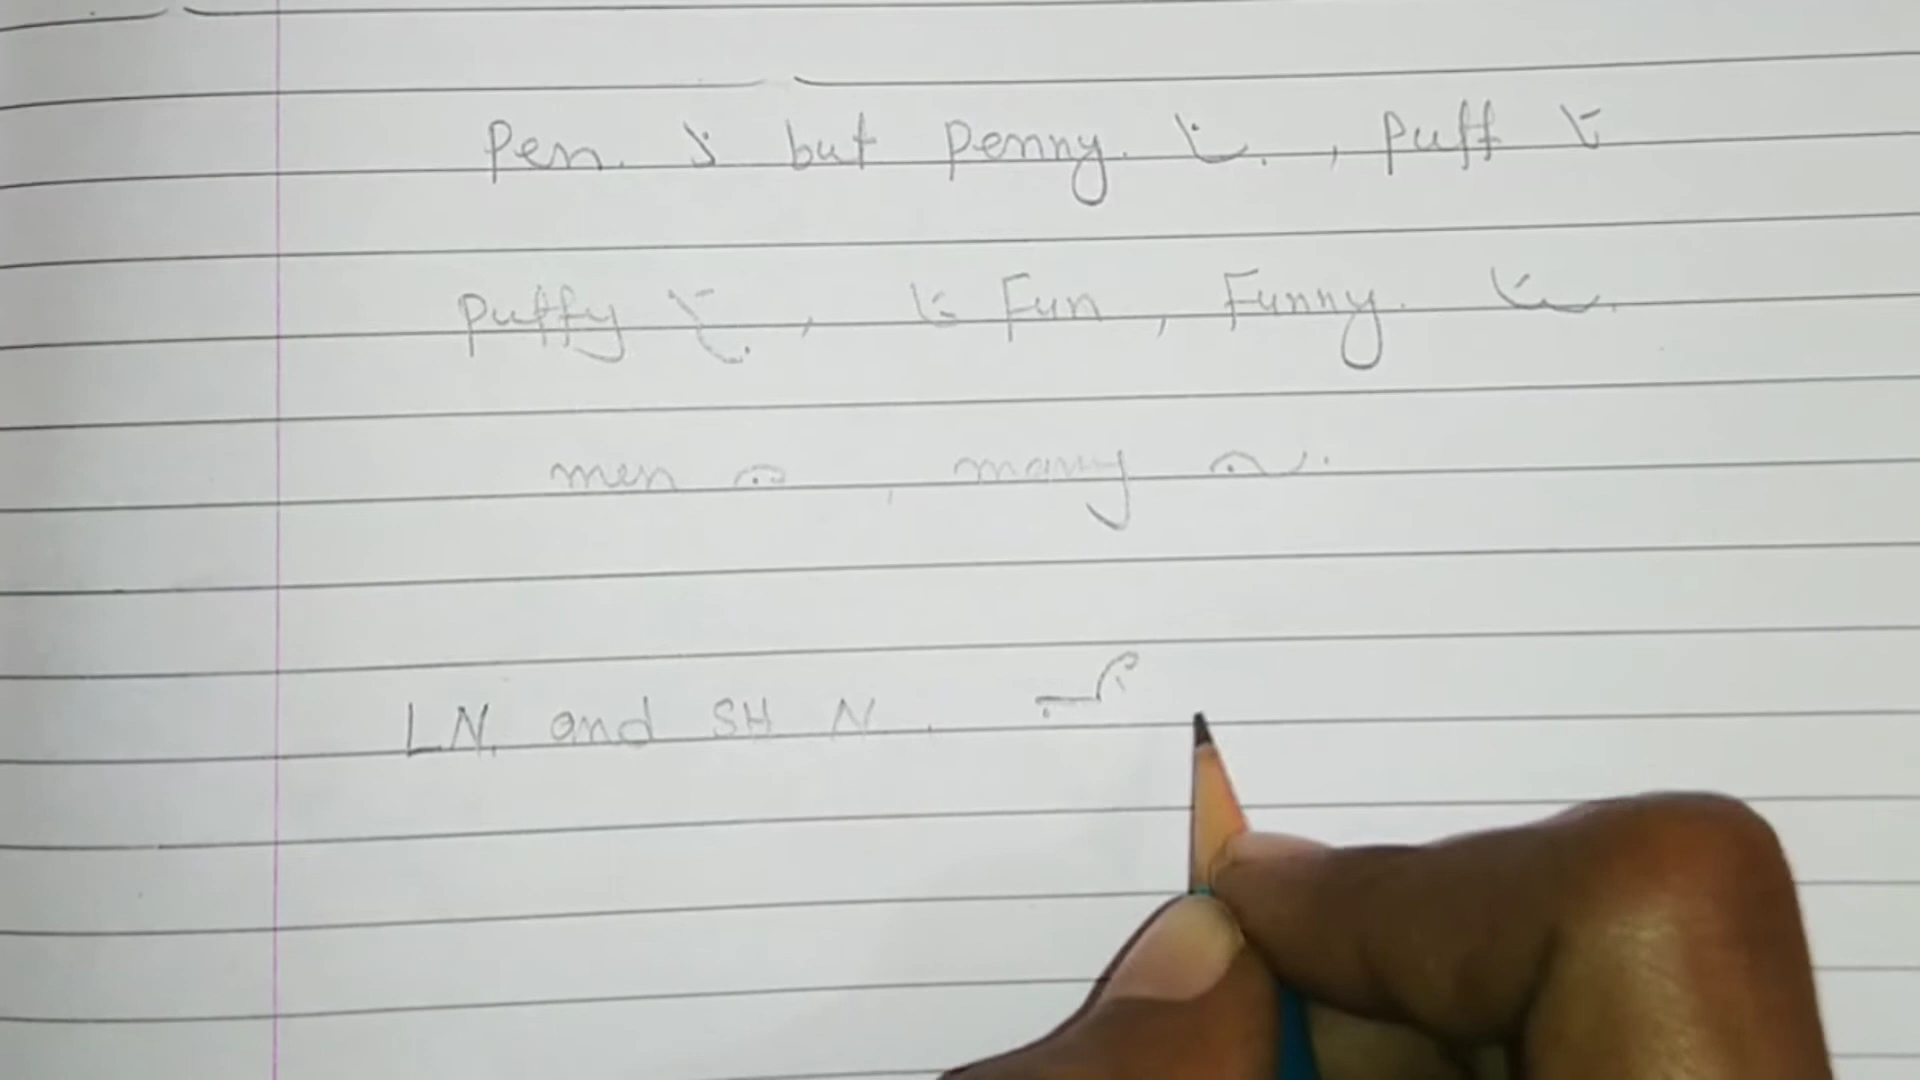 Pen. but Penny. , Puff
Puffy , Fun , Funny.
men , many
LN. and SH N.